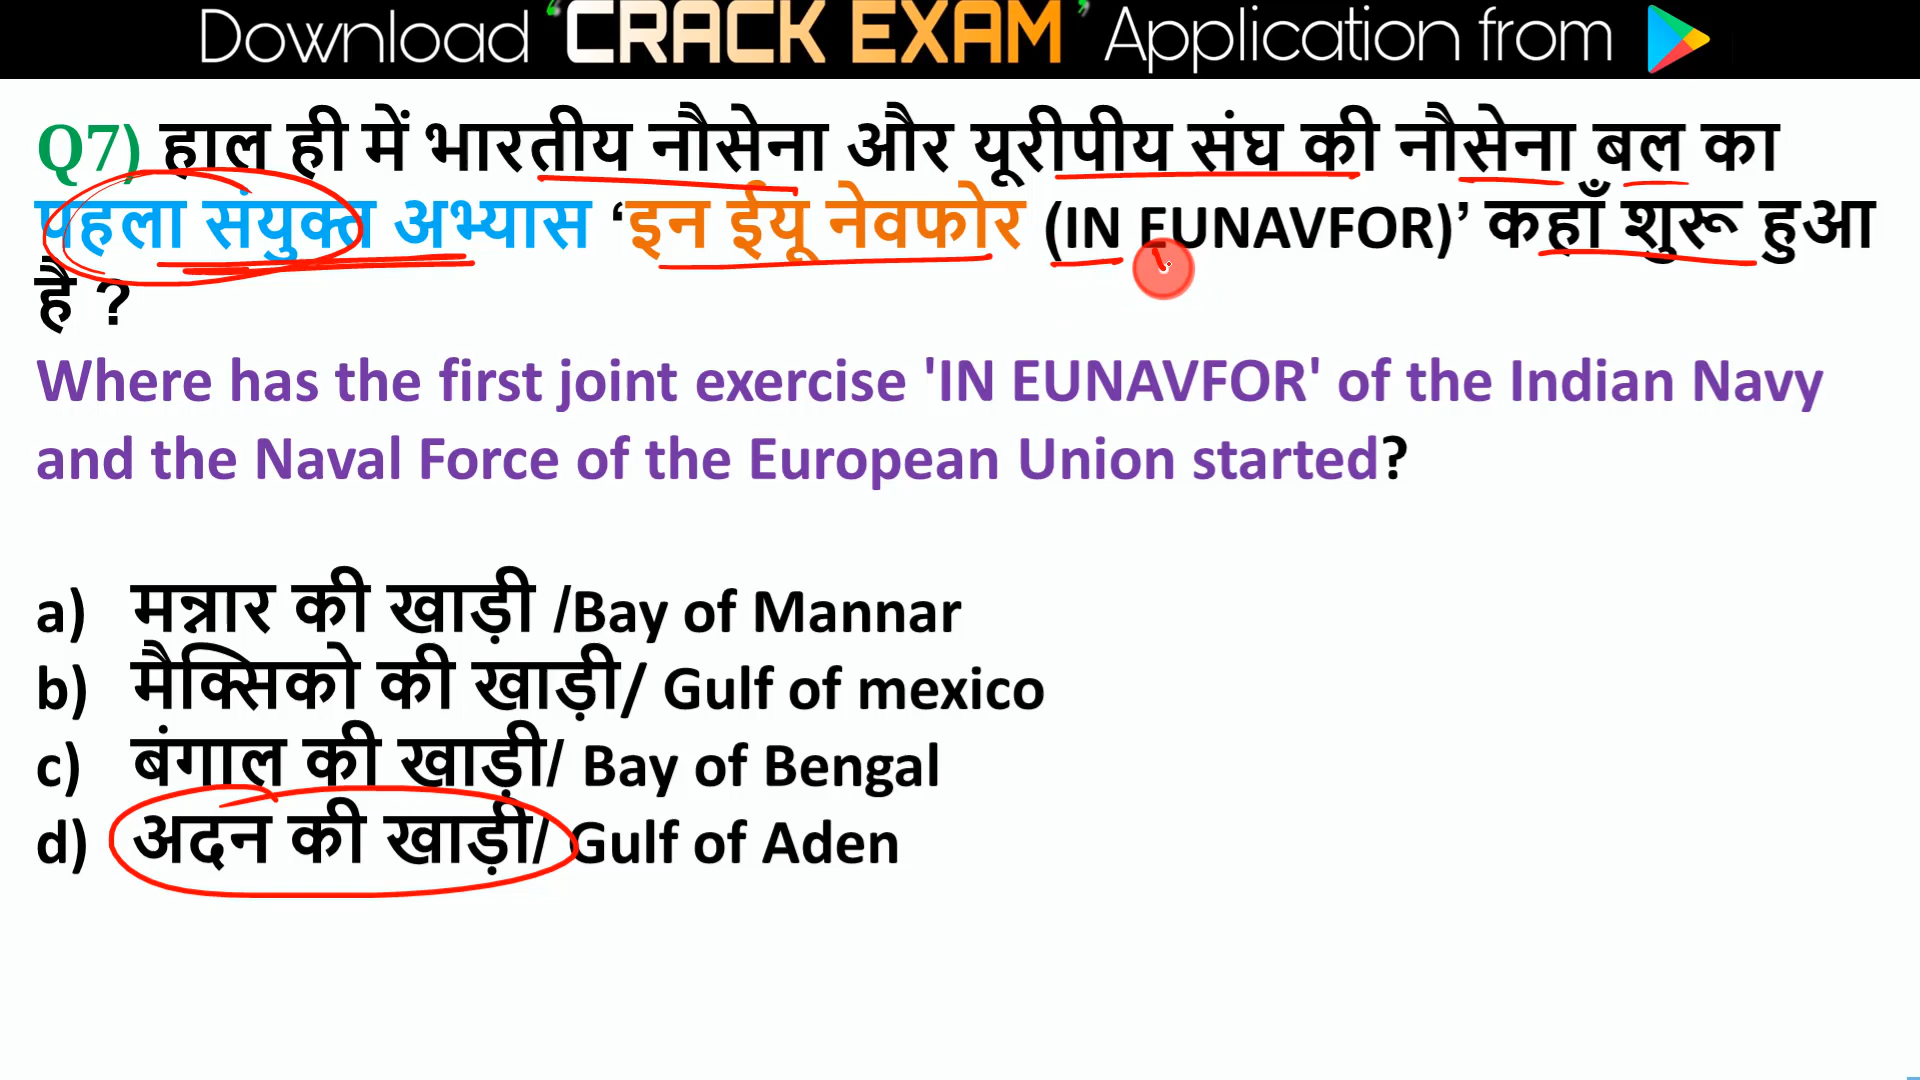 Download ‘CRACK EXAM’ Application from
Q7) हाल ही में भारतीय नौसेना और यूरीपीय संघ की नौसेना बल का
पहला संयुक्त अभ्यास ‘इन ईयू नेवफोर (IN EUNAVFOR)’ कहाँ शुरू हुआ
है ?
Where has the first joint exercise 'IN EUNAVFOR' of the Indian Navy
and the Naval Force of the European Union started?
a) मन्नार की खाड़ी /Bay of Mannar
b) मैक्सिको की खाड़ी/ Gulf of mexico
c) बंगाल की खाड़ी/ Bay of Bengal
d) अदन की खाड़ी/ Gulf of Aden